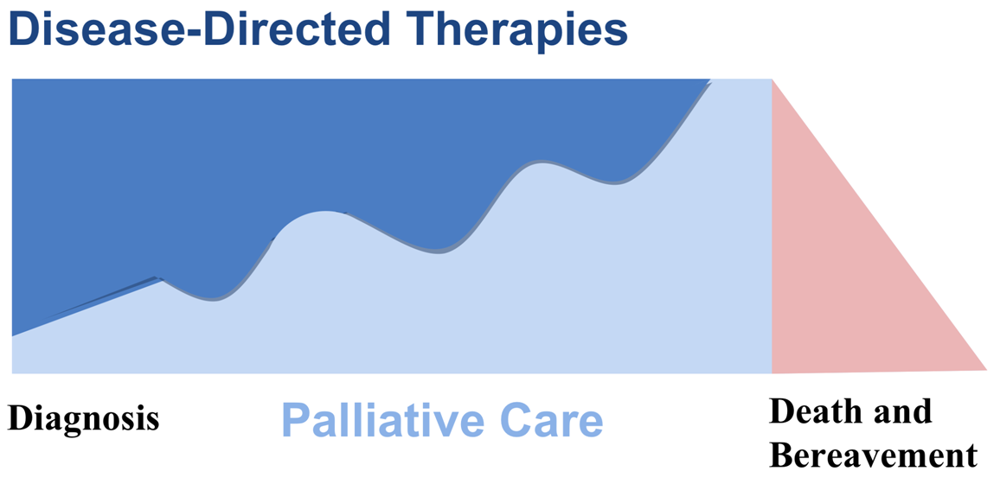 Disease-Directed Therapies
Diagnosis
Palliative Care
Death and
Bereavement